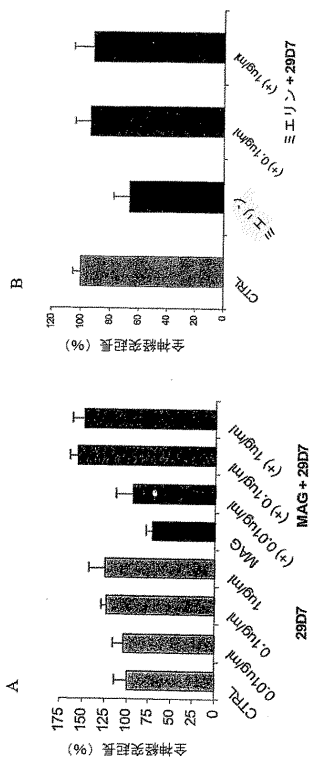 A
全神経突起長 (%)
175
150
125
100
75
50
25
0
CTRL
0.01ug/ml
0.1ug/ml
1ug/ml
MAG
(+) 0.01ug/ml
(+) 0.1ug/ml
(+) 1ug/ml
29D7
MAG + 29D7
B
全神経突起長 (%)
120
100
80
60
40
20
0
CTRL
ミエリン
(+) 0.1ug/ml
(+) 1ug/ml
ミエリン + 29D7